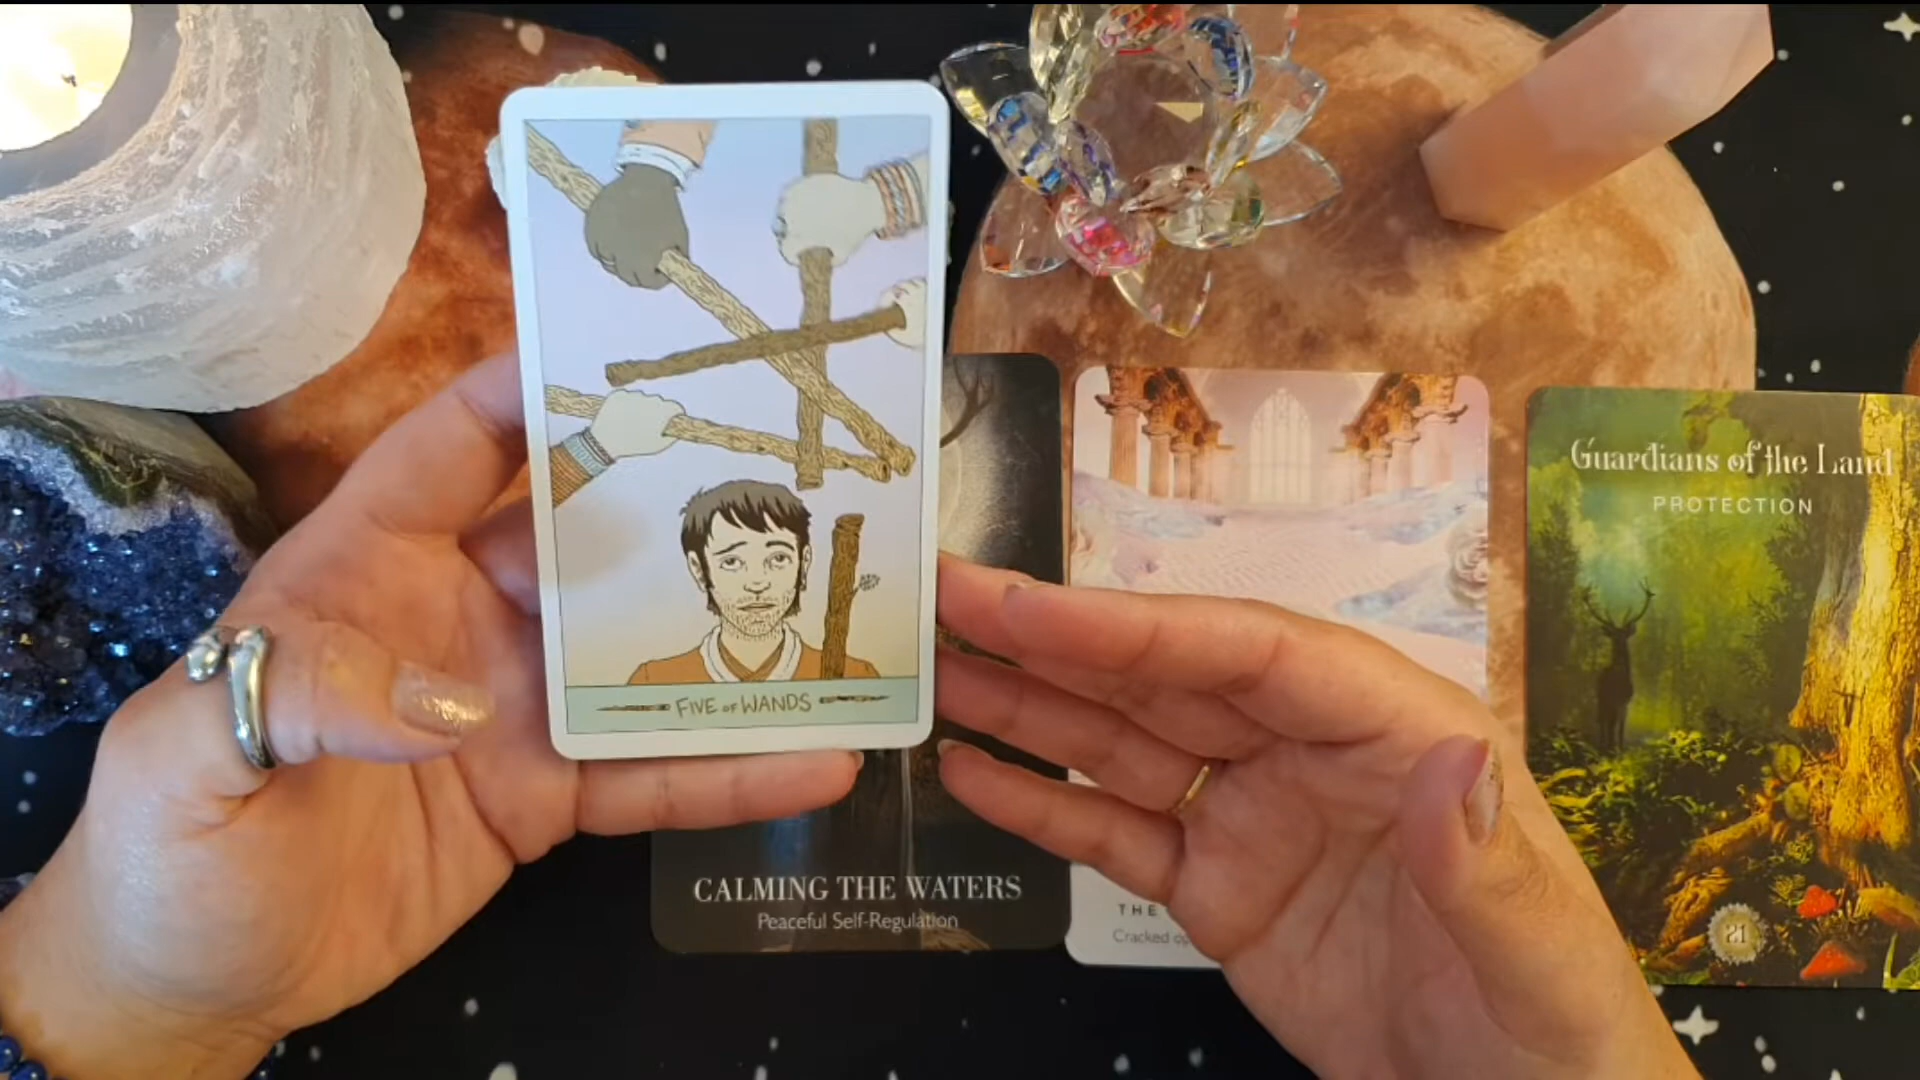 FIVE OF WANDS
CALMING THE WATERS
Peaceful Self-Regulation
THE
Cracked
Guardians of the Land
PROTECTION
21